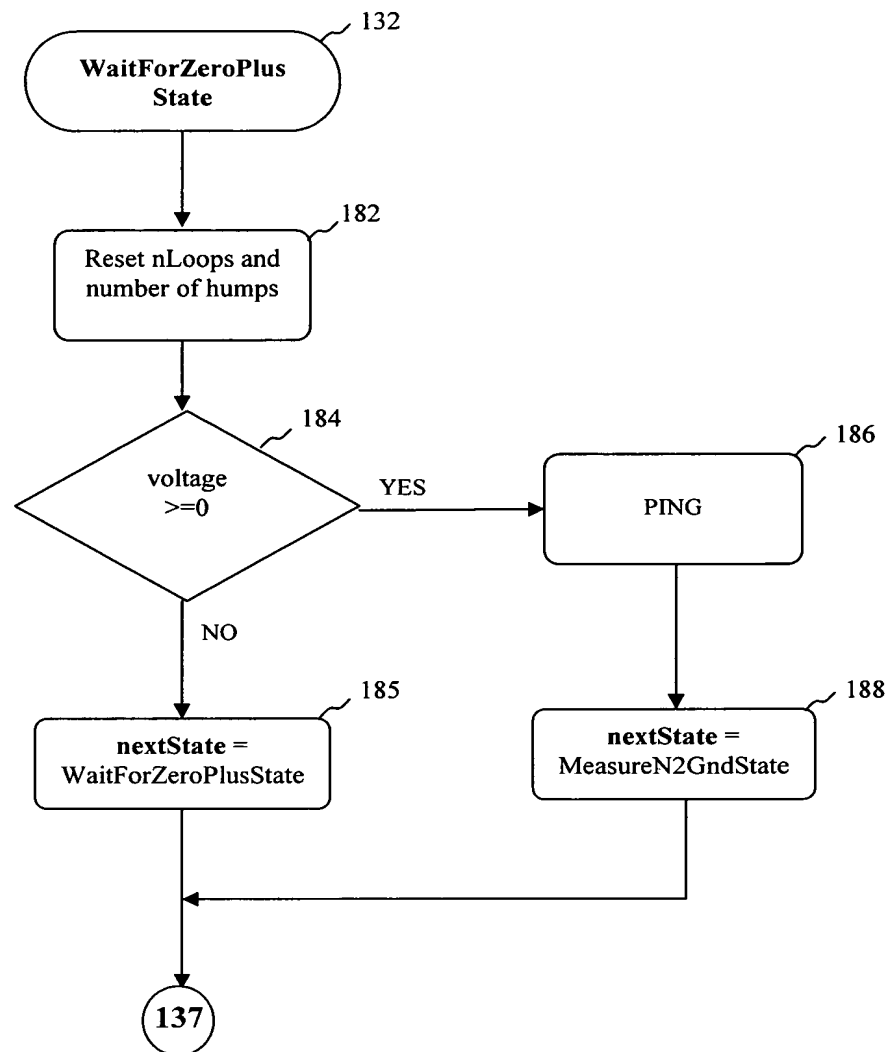 132
WaitForZeroPlus
State
182
Reset nLoops and
number of humps
184
voltage
>=0
YES
186
PING
NO
185
nextState =
WaitForZeroPlusState
188
nextState =
MeasureN2GndState
137